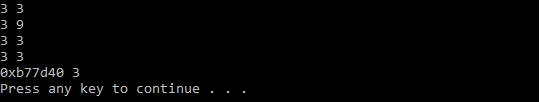 3 3
3 9
3 3
3 3
0xb77d40 3
Press any key to continue . . .